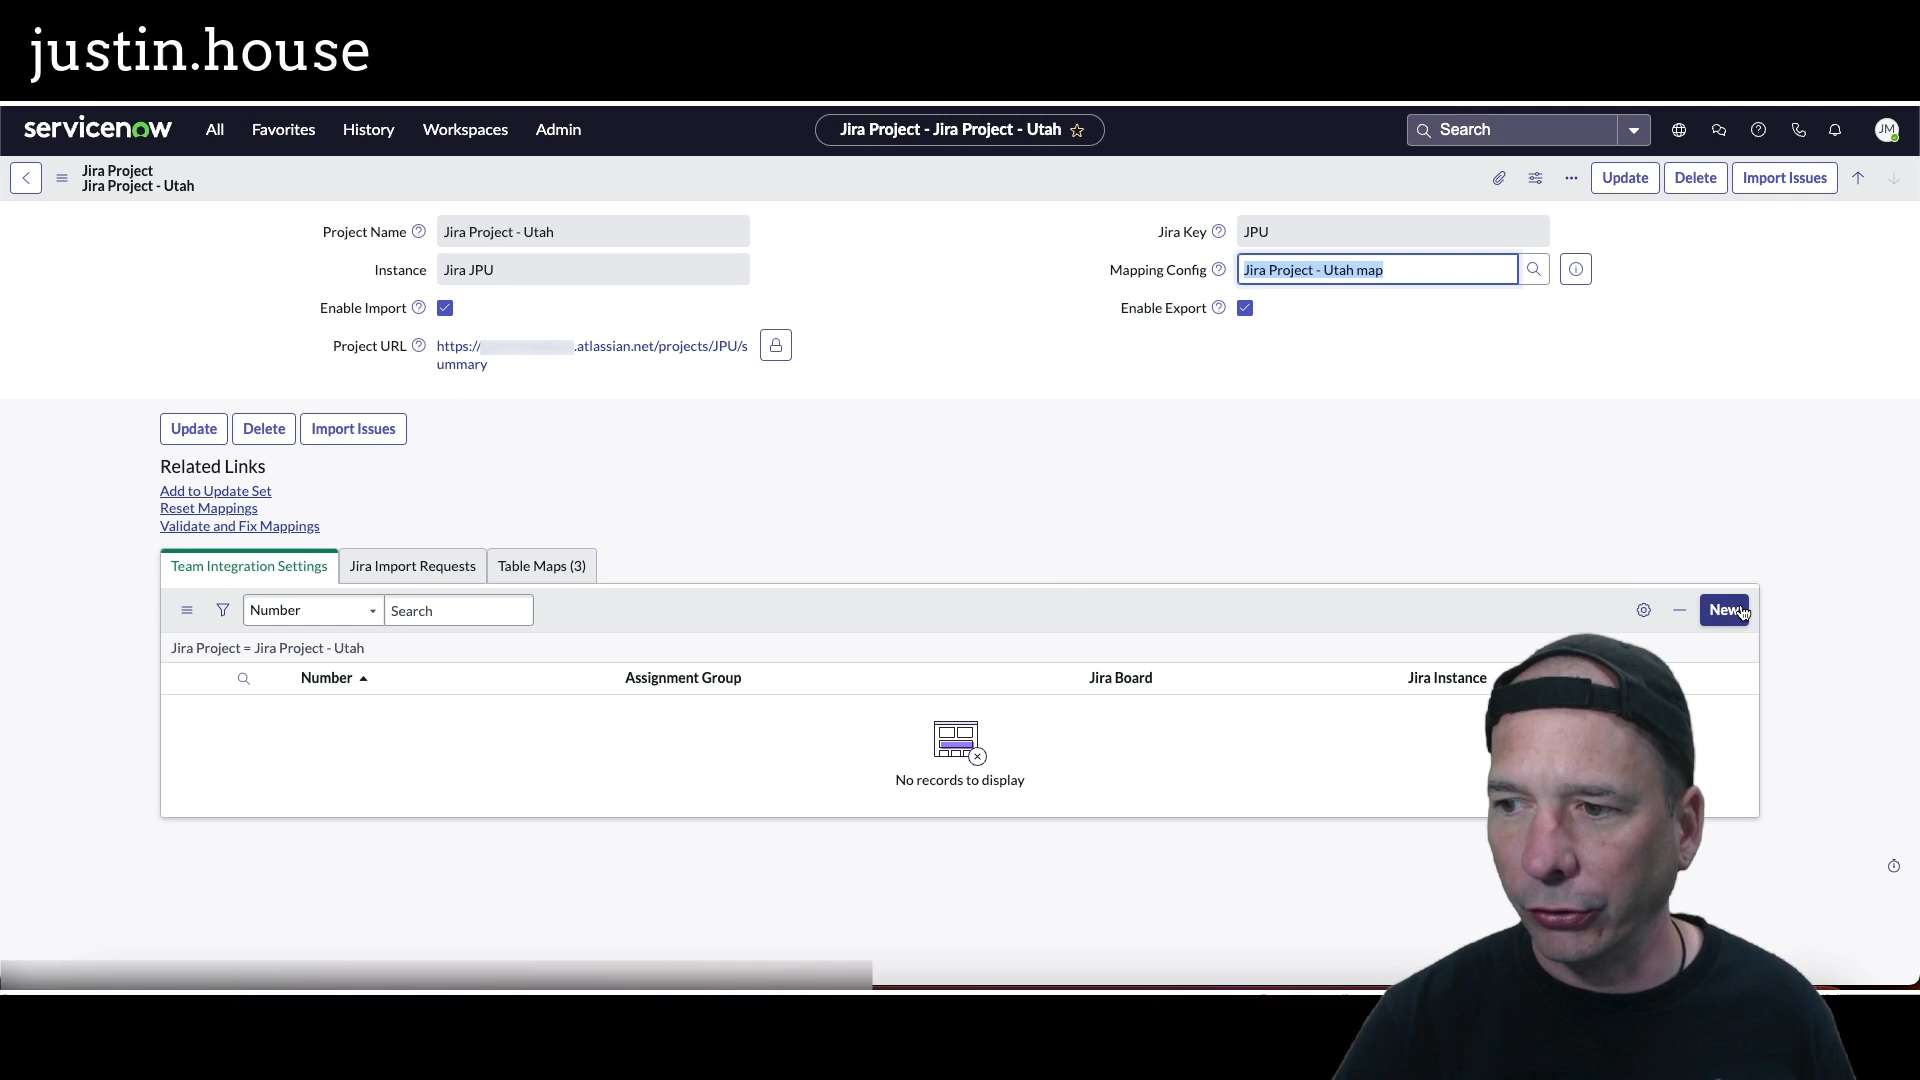 justin.house
servicenow All Favorites History Workspaces Admin Jira Project - Jira Project - Utah Search JM
Jira Project
Jira Project - Utah
Update Delete Import Issues
Project Name Jira Project - Utah Jira Key JPU
Instance Jira JPU Mapping Config Jira Project - Utah map
Enable Import Enable Export
Project URL https:// .atlassian.net/projects/JPU/s
ummary
Update Delete Import Issues
Related Links
Add to Update Set
Reset Mappings
Validate and Fix Mappings
Team Integration Settings Jira Import Requests Table Maps (3)
Number Search New
Jira Project = Jira Project - Utah
Number Assignment Group Jira Board Jira Instance
No records to display